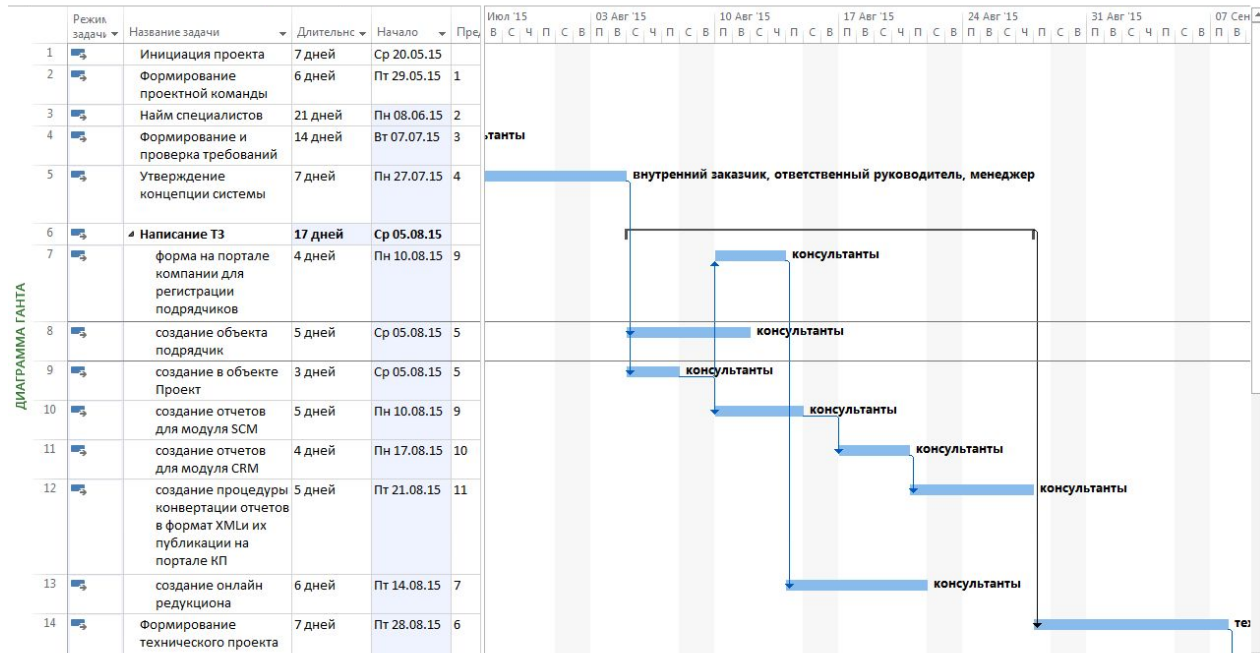 ДИАГРАММА ГАНТА
Режим
задачи Название задачи Длительнс Начало Пред
1 Инициация проекта 7 дней Ср 20.05.15
2 Формирование 6 дней Пт 29.05.15 1
проектной команды
3 Найм специалистов 21 дней Пн 08.06.15 2
4 Формирование и 14 дней Вт 07.07.15 3
проверка требований
5 Утверждение 7 дней Пн 27.07.15 4
концепции системы
6 Написание ТЗ 17 дней Ср 05.08.15
7 форма на портале 4 дней Пн 10.08.15 9
компании для
регистрации
подрядчиков
8 создание объекта 5 дней Ср 05.08.15 5
подрядчик
9 создание в объекте 3 дней Ср 05.08.15 5
Проект
10 создание отчетов 5 дней Пн 10.08.15 9
для модуля SCM
11 создание отчетов 4 дней Пн 17.08.15 10
для модуля CRM
12 создание процедуры 5 дней Пт 21.08.15 11
конвертации отчетов
в формат XMLи их
публикации на
портале КП
13 создание онлайн 6 дней Пт 14.08.15 7
редукциона
14 Формирование 7 дней Пт 28.08.15 6
технического проекта
Июл '15 03 Авг '15 10 Авг '15 17 Авг '15 24 Авг '15 31 Авг '15 07 Сен
В С Ч П С В П В С Ч П С В П В С Ч П С В П В С Ч П С В П В С Ч П С В П В С Ч П С В П В
льтанты
внутренний заказчик, ответственный руководитель, менеджер
консультанты
консультанты
консультанты
консультанты
консультанты
консультанты
консультанты
тех